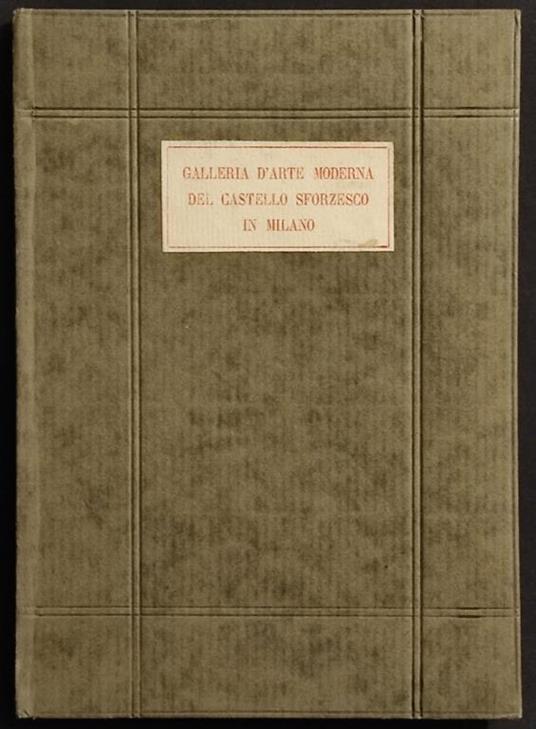 GALLERIA D'ARTE MODERNA
DEL CASTELLO SFORZESCO
IN MILANO